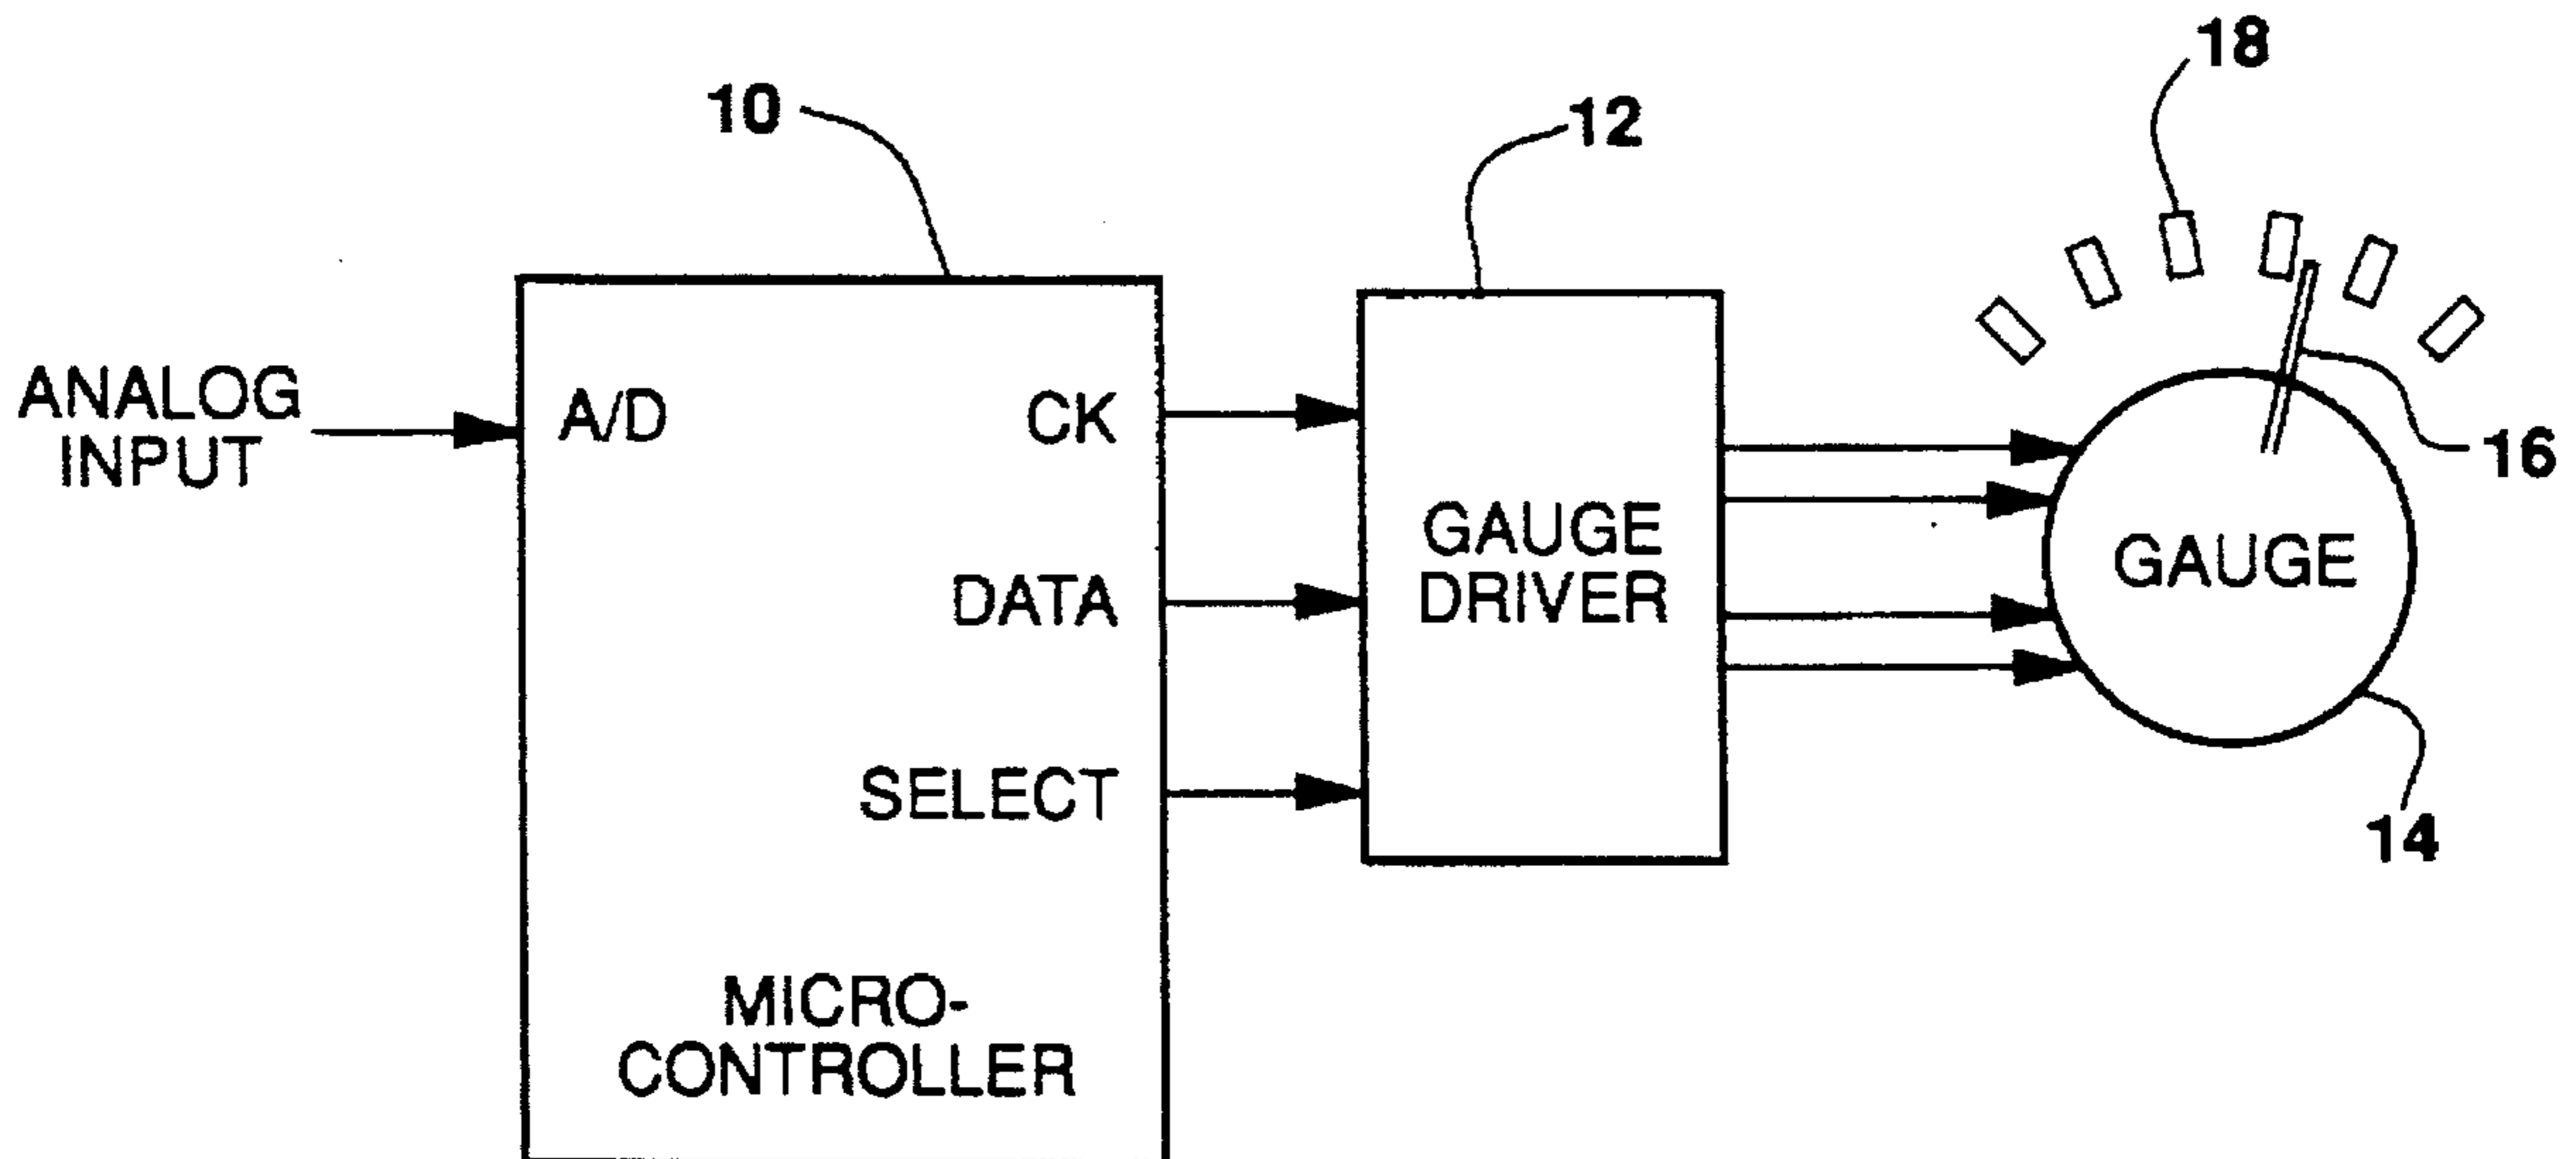 18
10
12
ANALOG
INPUT
A/D
CK
16
GAUGE
DRIVER
GAUGE
DATA
SELECT
14
MICRO-
CONTROLLER